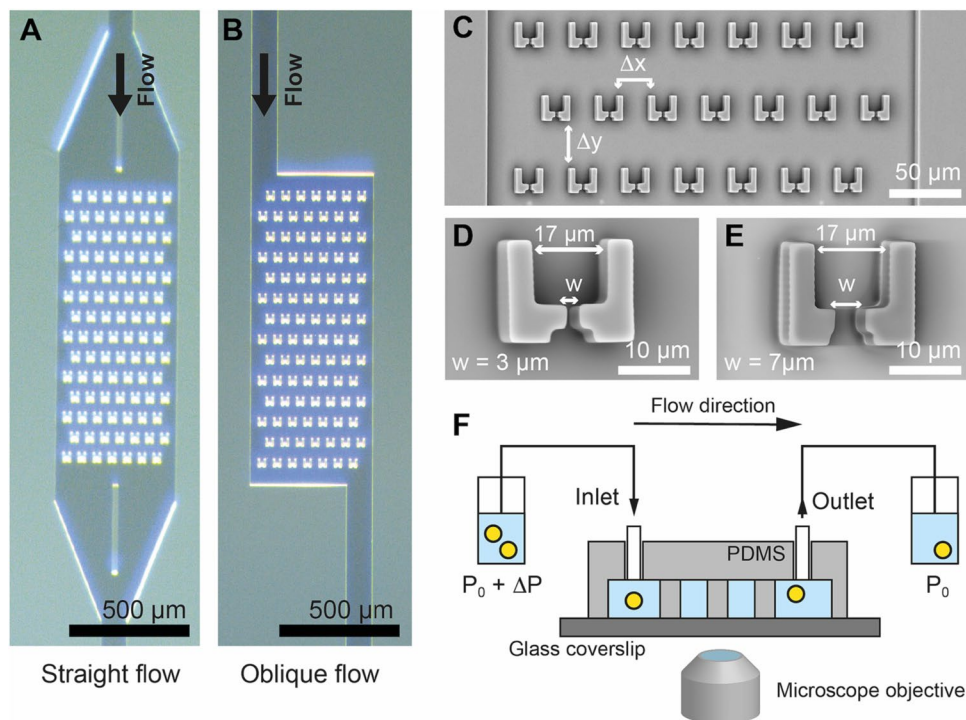 A
Flow
500 µm
Straight flow
B
Flow
500 µm
Oblique flow
C
Δx
Δy
50 µm
D
17 µm
w
w = 3 µm
10 µm
E
17 µm
w
w = 7µm
10 µm
F
Flow direction
Inlet
Outlet
PDMS
P₀ + ΔP
P₀
Glass coverslip
Microscope objective